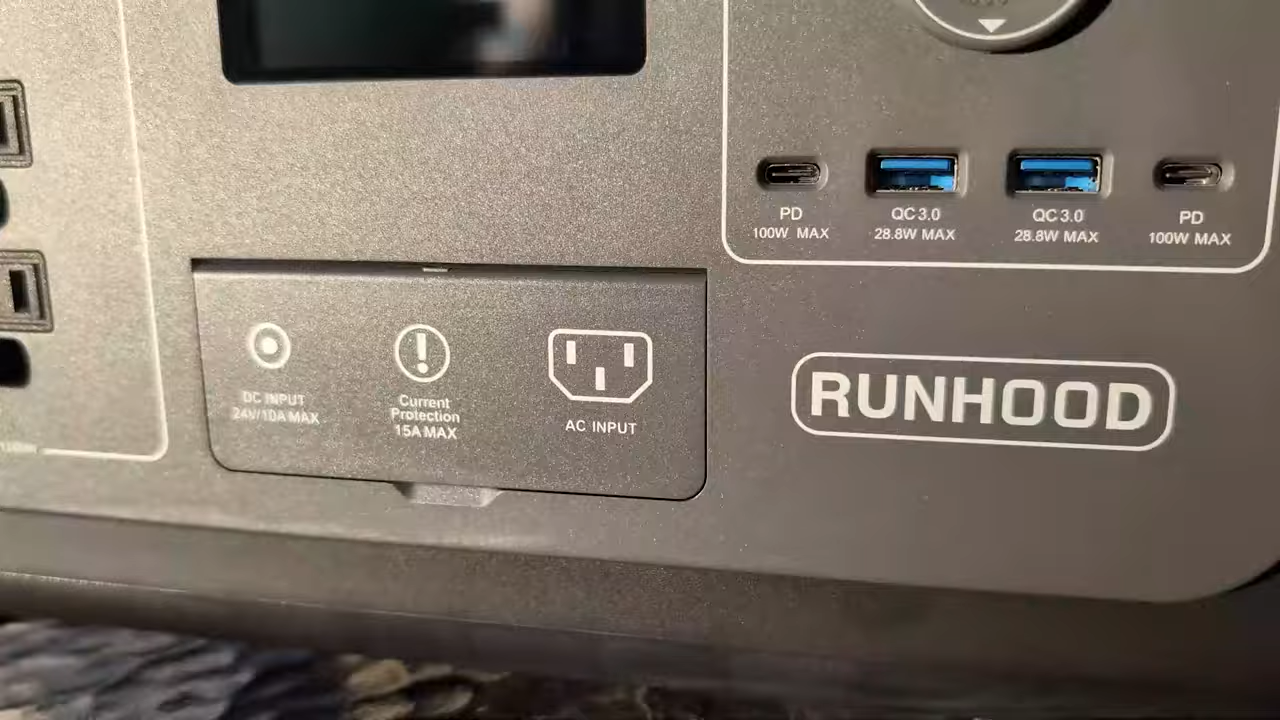 PD
100W MAX
QC 3.0
28.8W MAX
QC 3.0
28.8W MAX
PD
100W MAX
DC INPUT
24V/10A MAX
Current
Protection
15A MAX
AC INPUT
RUNHOOD